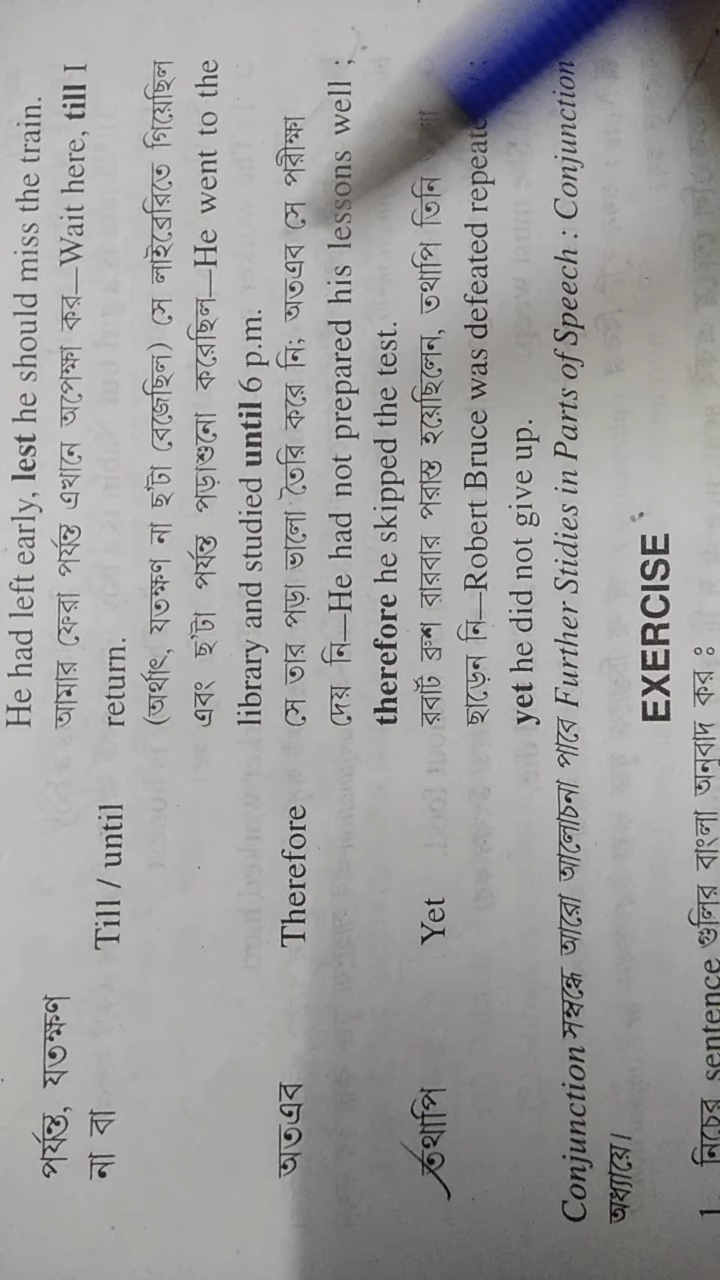 He had left early, lest he should miss the train.
পর্যন্ত, যতক্ষণ না বা Till / until আমার ফেরা পর্যন্ত এখানে অপেক্ষা কর—Wait here, till I
return.
(অর্থাৎ, যতক্ষণ না ছ'টা বেজেছিল) সে লাইব্রেরিতে গিয়েছিল
এবং ছ'টা পর্যন্ত পড়াশুনো করেছিল—He went to the
library and studied until 6 p.m.
অতএব Therefore সে তার পড়া ভালো তৈরি করে নি; অতএব সে পরীক্ষা
দেয় নি—He had not prepared his lessons well ;
therefore he skipped the test.
তথাপি Yet রবার্ট ব্রুশ বারবার পরাস্ত হয়েছিলেন, তথাপি তিনি
ছাড়েন নি—Robert Bruce was defeated ;
yet he did not give up.
Conjunction সম্বন্ধে আরো আলোচনা পাবে Further Stidies in Parts of Speech : Conjunction
অধ্যায়ে।
EXERCISE
1 নিচের sentence গুলির বাংলা অনুবাদ কর ঃ